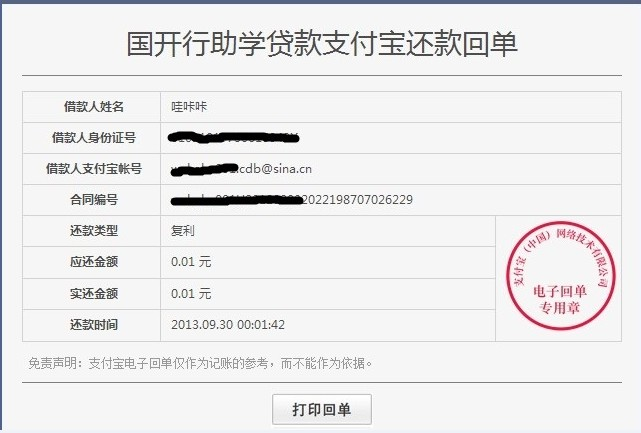 国开行助学贷款支付宝还款回单
借款人姓名 哇咔咔
借款人身份证号
借款人支付宝帐号 cdb@sina.cn
合同编号 2022198707026229
还款类型 复利
应还金额 0.01 元
实还金额 0.01 元
还款时间 2013.09.30 00:01:42
支付宝（中国）网络技术有限公司
电子回单
专用章
免责声明：支付宝电子回单仅作为记账的参考，而不能作为依据。
打印回单